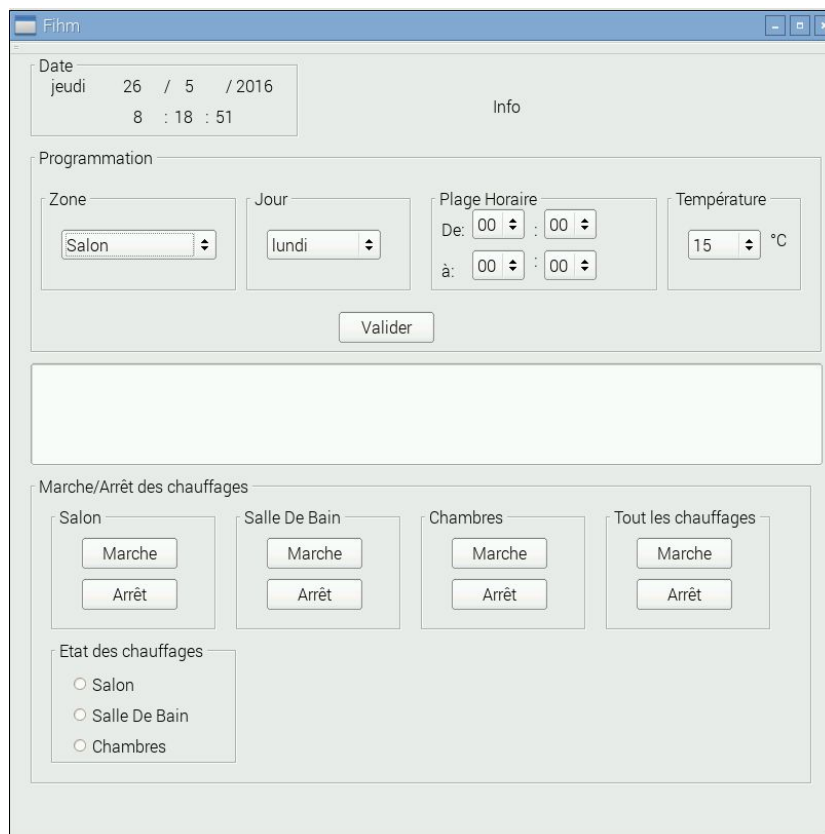 Fihm
Date
jeudi 26 / 5 / 2016
8 : 18 : 51
Info
Programmation
Zone
Salon
Jour
lundi
Plage Horaire
De: 00 : 00
à: 00 : 00
Température
15 °C
Valider
Marche/Arrêt des chauffages
Salon
Marche
Arrêt
Salle De Bain
Marche
Arrêt
Chambres
Marche
Arrêt
Tout les chauffages
Marche
Arrêt
Etat des chauffages
Salon
Salle De Bain
Chambres